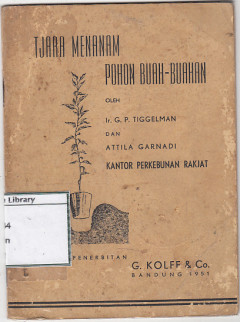 TJARA MENANAM
POHON BUAH-BUAHAN
OLEH
Ir. G. P. TIGGELMAN
DAN
ATTILA GARNADI
KANTOR PERKEBUNAN RAKJAT
Library
PENERBITAN
G. KOLFF & Co.
BANDUNG 1951